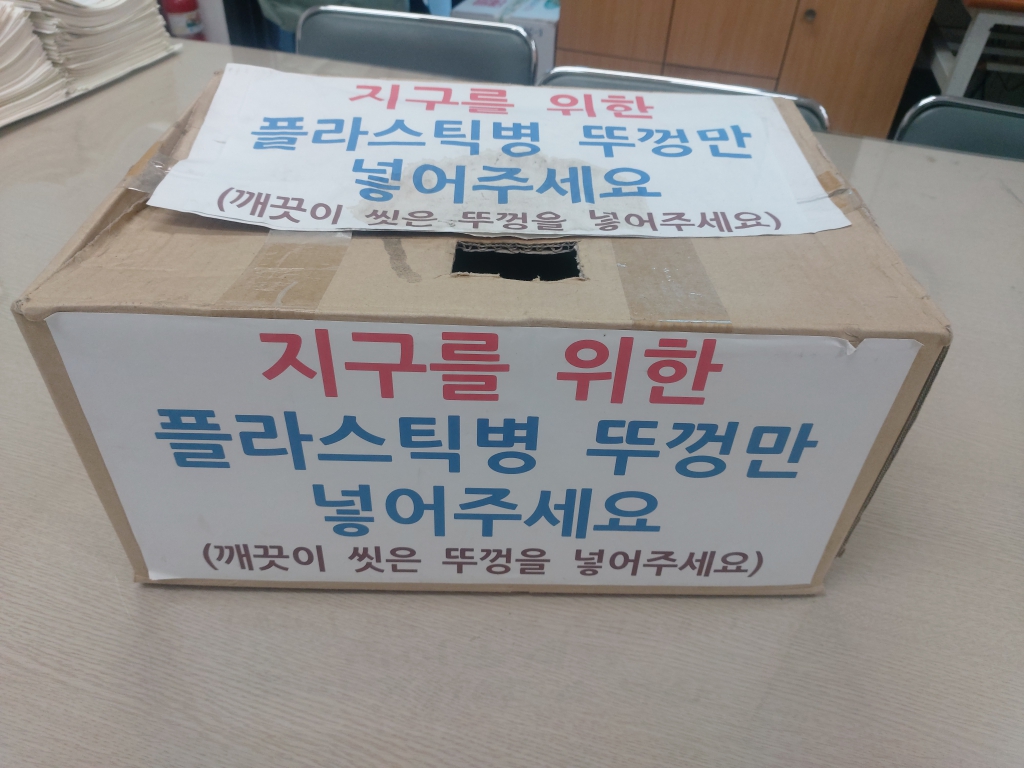 지구를 위한
플라스틱병 뚜껑만
넣어주세요
(깨끗이 씻은 뚜껑을 넣어주세요)
지구를 위한
플라스틱병 뚜껑만
넣어주세요
(깨끗이 씻은 뚜껑을 넣어주세요)